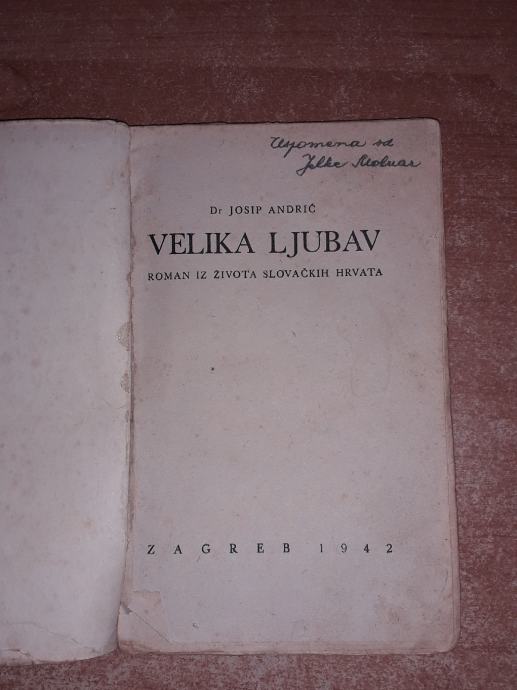 Uspomena od
Jelke Molnar
Dr JOSIP ANDRIĆ
VELIKA LJUBAV
ROMAN IZ ŽIVOTA SLOVAČKIH HRVATA
ZAGREB 1942